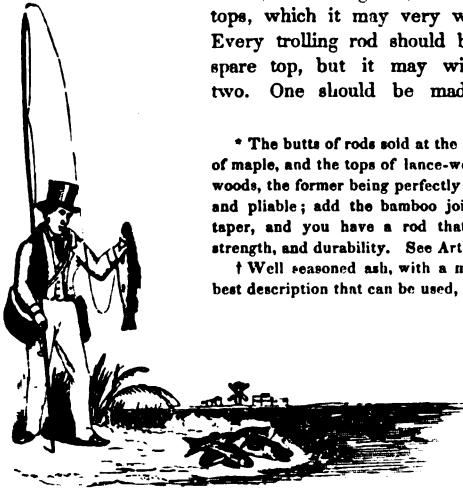 tops, which it may very w
Every trolling rod should b
spare top, but it may wi
two. One should be mad
* The butts of rods sold at the
of maple, and the tops of lance-w
woods, the former being perfectly
and pliable; add the bamboo joi
taper, and you have a rod that
strength, and durability. See Art
† Well seasoned ash, with a m
best description that can be used,